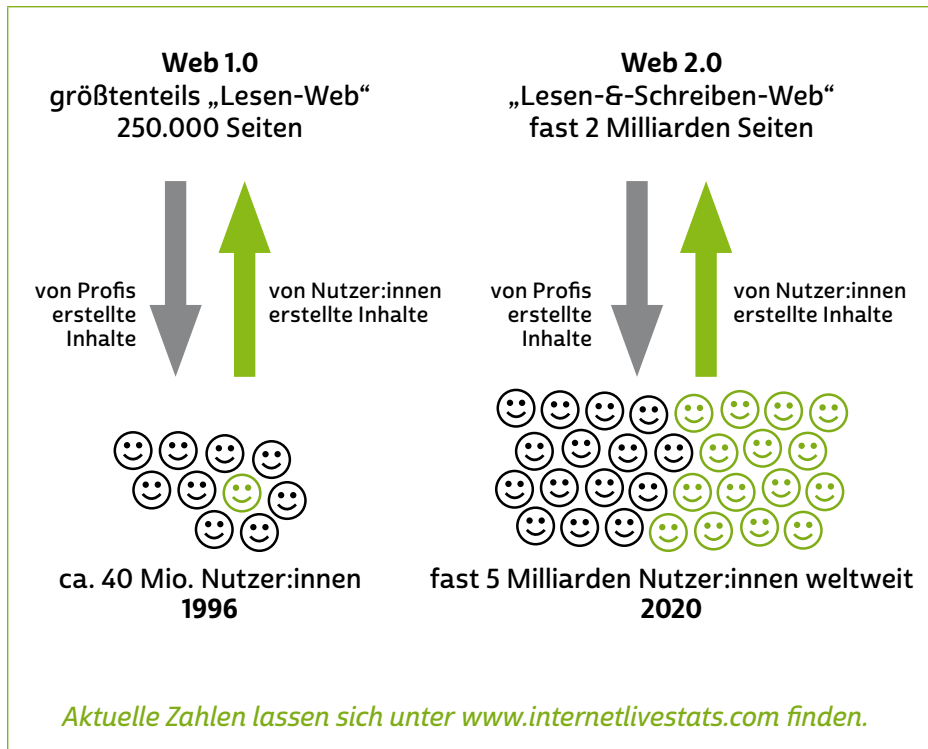 Web 1.0
größtenteils „Lesen-Web“
250.000 Seiten
von Profis
erstellte
Inhalte
von Nutzer:innen
erstellte Inhalte
ca. 40 Mio. Nutzer:innen
1996
Web 2.0
„Lesen-&-Schreiben-Web“
fast 2 Milliarden Seiten
von Profis
erstellte
Inhalte
von Nutzer:innen
erstellte Inhalte
fast 5 Milliarden Nutzer:innen weltweit
2020
Aktuelle Zahlen lassen sich unter www.internetlivestats.com finden.